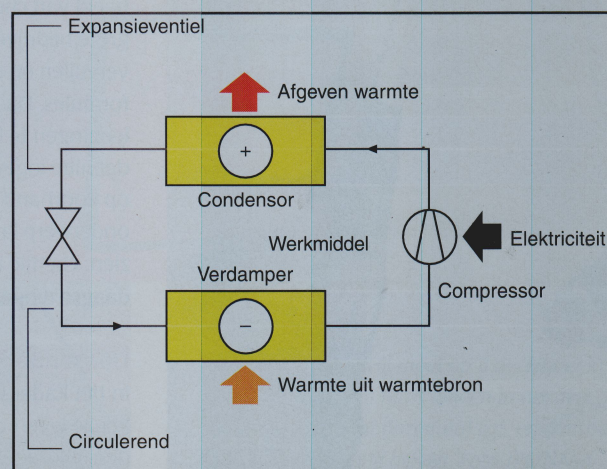 Expansieventiel
Afgeven warmte
+
Condensor
Werkmiddel
Elektriciteit
Verdamper
Compressor
−
Warmte uit warmtebron
Circulerend